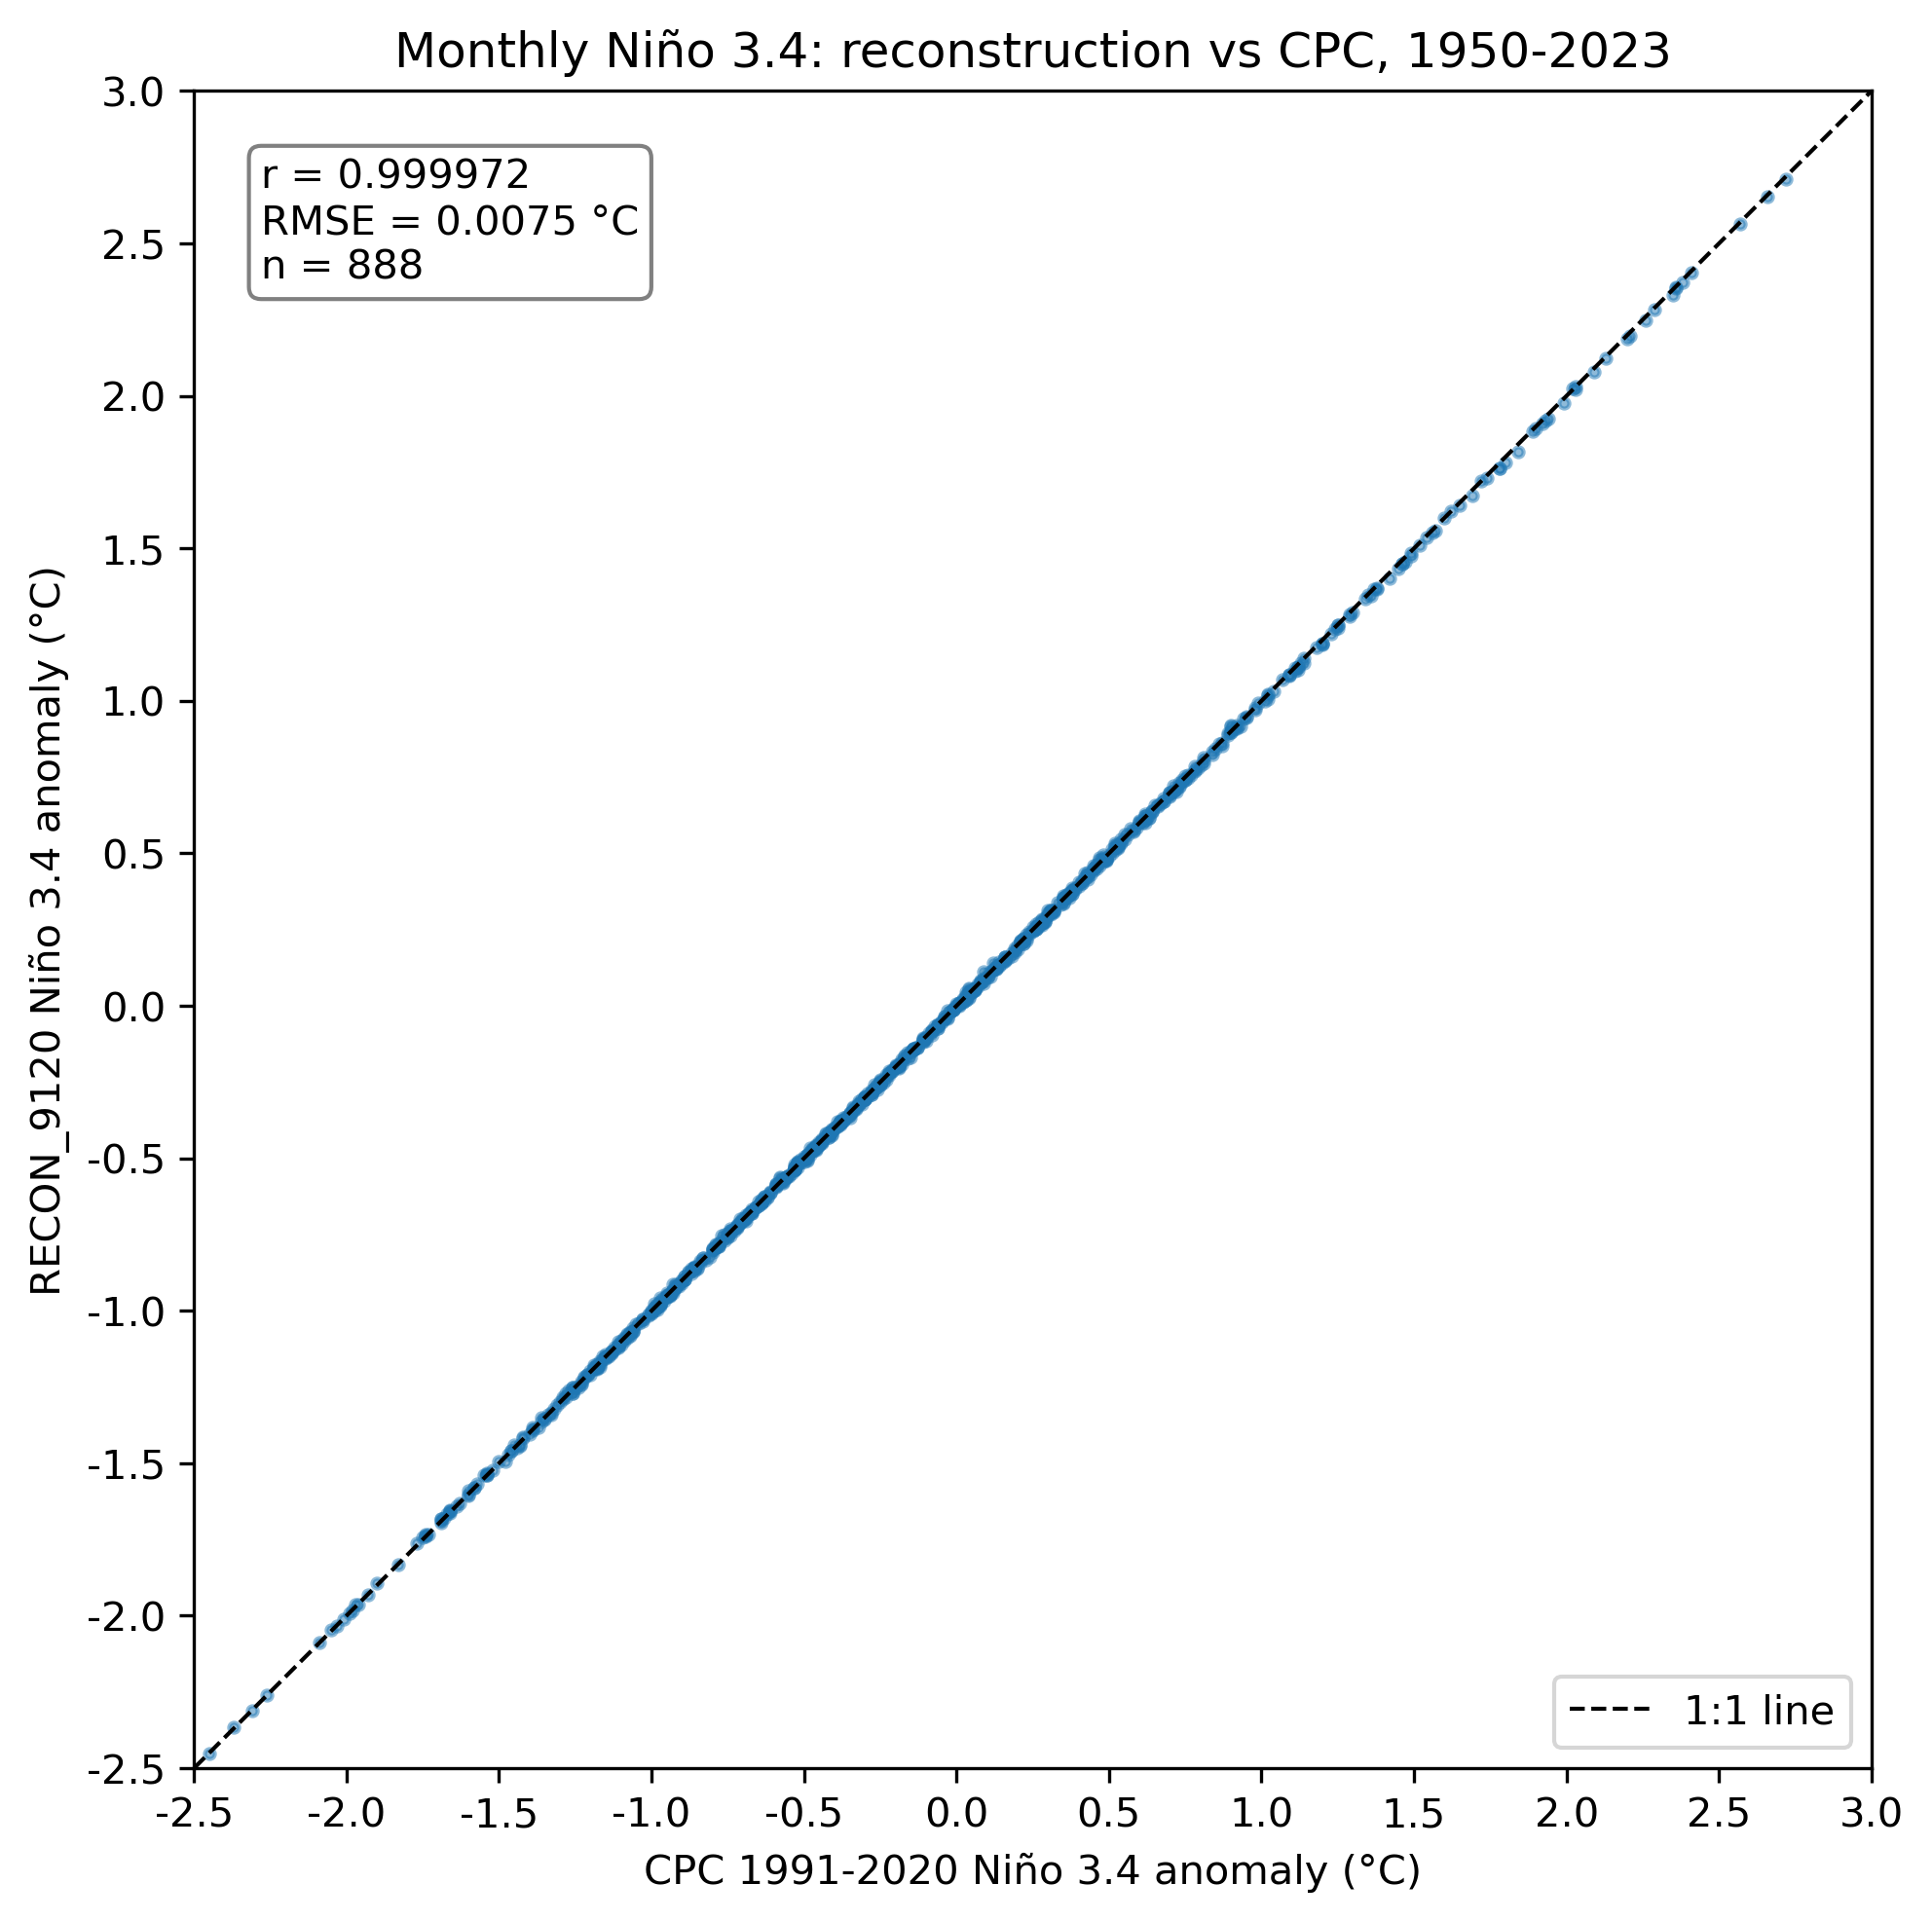 Monthly Niño 3.4: reconstruction vs CPC, 1950-2023
3.0
2.5
2.0
1.5
1.0
0.5
0.0
-0.5
-1.0
-1.5
-2.0
-2.5
RECON_9120 Niño 3.4 anomaly (°C)
r = 0.999972
RMSE = 0.0075 °C
n = 888
1:1 line
-2.5 -2.0 -1.5 -1.0 -0.5 0.0 0.5 1.0 1.5 2.0 2.5 3.0
CPC 1991-2020 Niño 3.4 anomaly (°C)